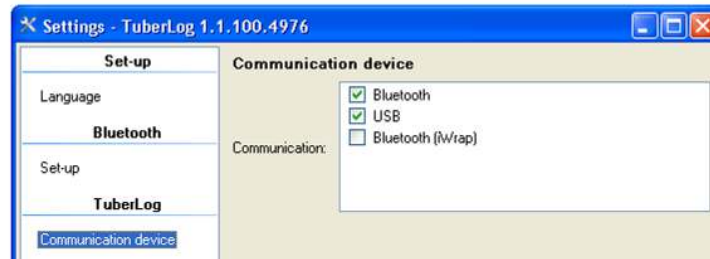 Settings - TuberLog 1.1.100.4976
Set-up
Language
Bluetooth
Set-up
TuberLog
Communication device
Communication device
Communication:
Bluetooth
USB
Bluetooth (iWrap)